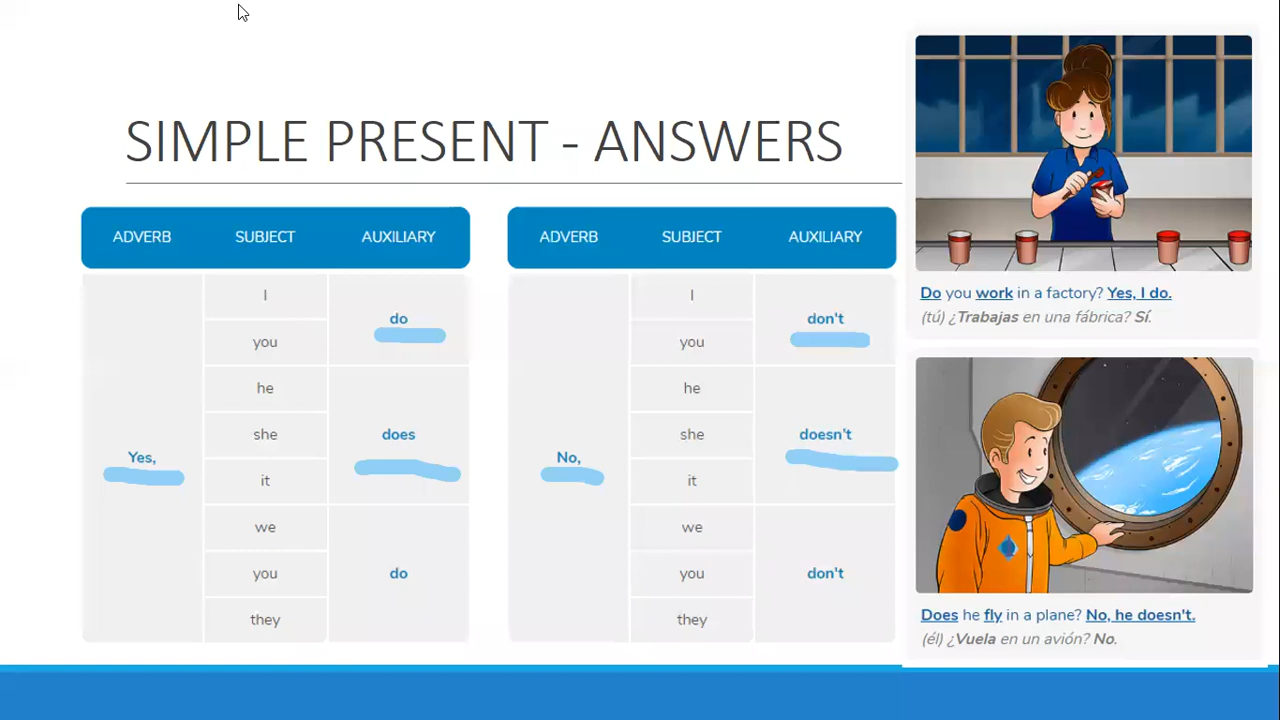 SIMPLE PRESENT - ANSWERS
ADVERB SUBJECT AUXILIARY
I
do
you
he
she
does
Yes,
it
we
you
do
they
ADVERB SUBJECT AUXILIARY
I
don't
you
he
she
doesn't
No,
it
we
you
don't
they
Do you work in a factory? Yes, I do.
(tú) ¿Trabajas en una fábrica? Sí.
Does he fly in a plane? No, he doesn't.
(él) ¿Vuela en un avión? No.